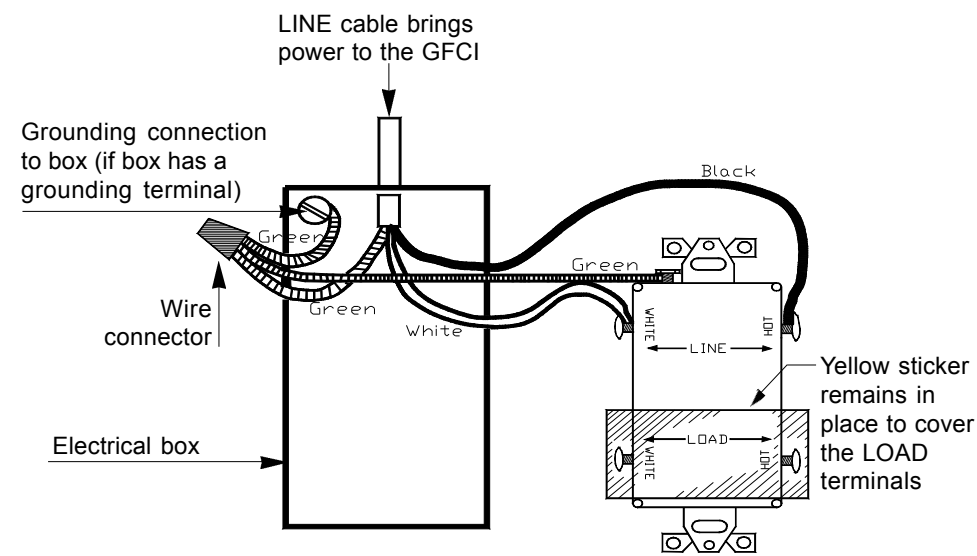 LINE cable brings
power to the GFCI
Grounding connection
to box (if box has a
grounding terminal)
Black
Green
Green
Green
Wire
connector
White
WHITE
HOT
LINE
Yellow sticker
remains in
place to cover
the LOAD
terminals
LOAD
WHITE
HOT
Electrical box